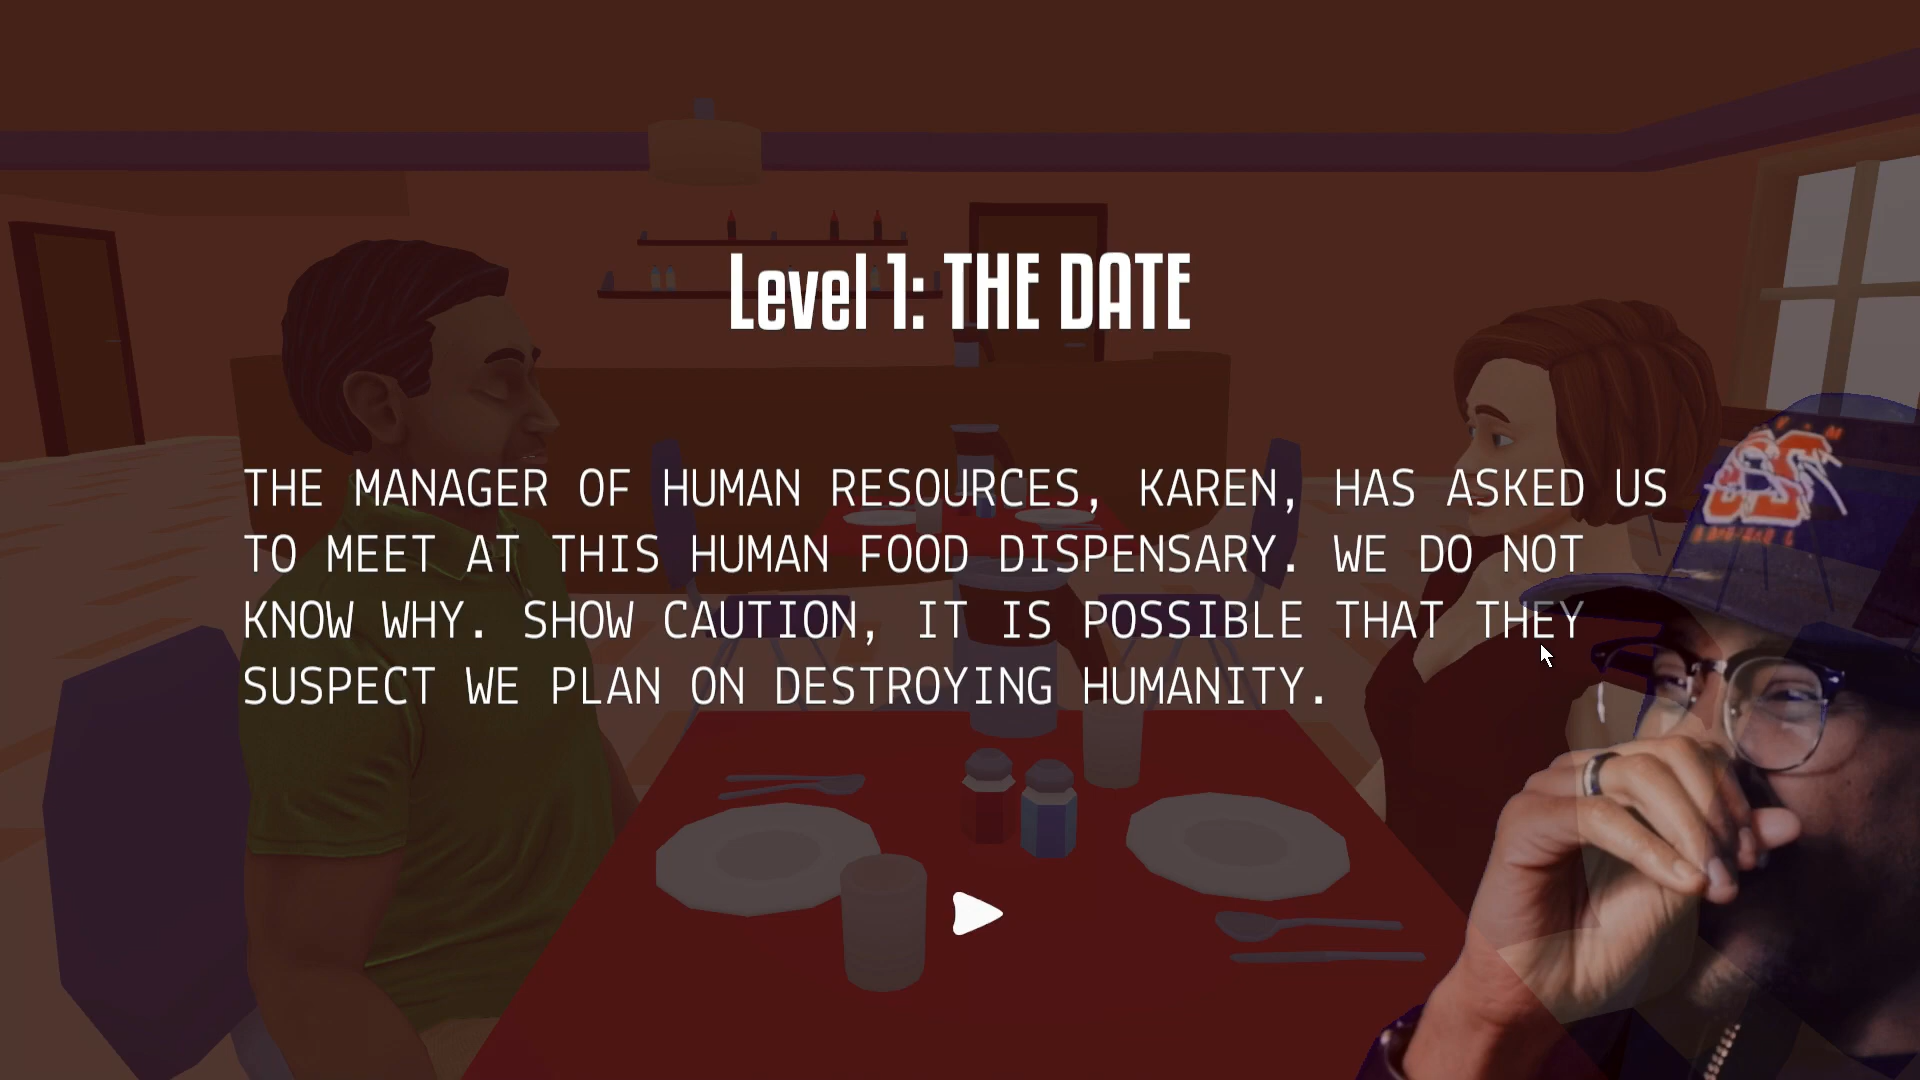 Level 1: THE DATE
THE MANAGER OF HUMAN RESOURCES, KAREN, HAS ASKED US
TO MEET AT THIS HUMAN FOOD DISPENSARY. WE DO NOT
KNOW WHY. SHOW CAUTION, IT IS POSSIBLE THAT THEY
SUSPECT WE PLAN ON DESTROYING HUMANITY.